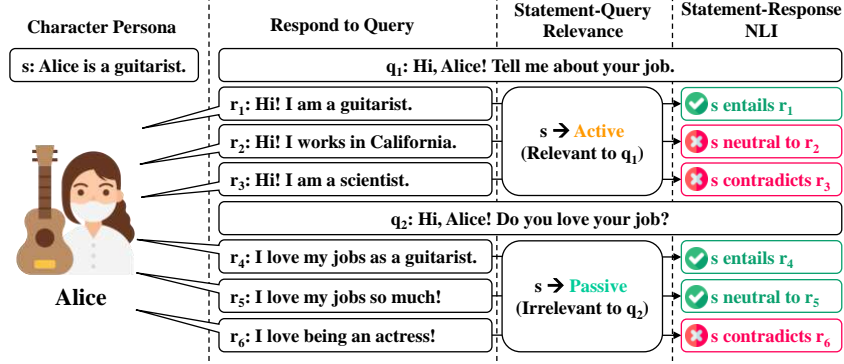 Character Persona
Respond to Query
Statement-Query
Relevance
Statement-Response
NLI
s: Alice is a guitarist.
q1: Hi, Alice! Tell me about your job.
r1: Hi! I am a guitarist.
r2: Hi! I works in California.
r3: Hi! I am a scientist.
s → Active
(Relevant to q1)
s entails r1
s neutral to r2
s contradicts r3
q2: Hi, Alice! Do you love your job?
r4: I love my jobs as a guitarist.
r5: I love my jobs so much!
r6: I love being an actress!
s → Passive
(Irrelevant to q2)
s entails r4
s neutral to r5
s contradicts r6
Alice